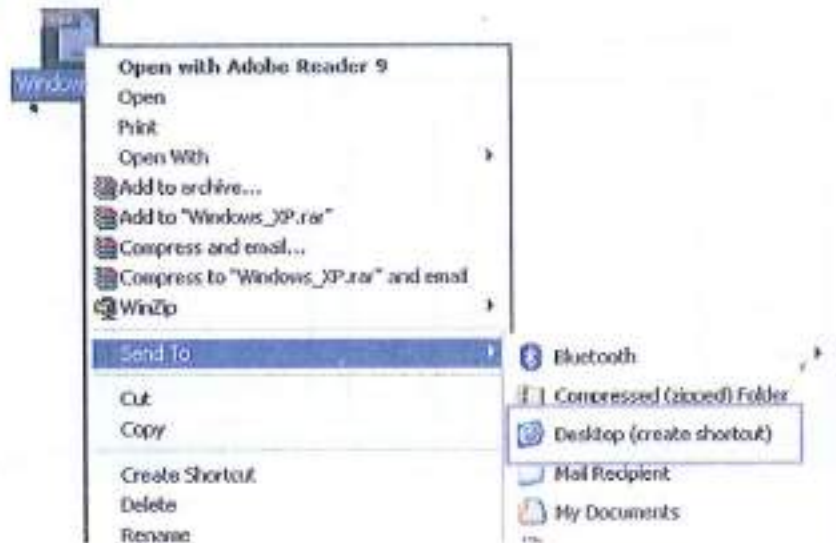 Window
Open with Adobe Reader 9
Open
Print
Open With
Add to archive...
Add to "Windows_XP.rar"
Compress and email...
Compress to "Windows_XP.rar" and email
WinZip
Send To
Cut
Copy
Create Shortcut
Delete
Rename
Bluetooth
Compressed (zipped) Folder
Desktop (create shortcut)
Mail Recipient
My Documents